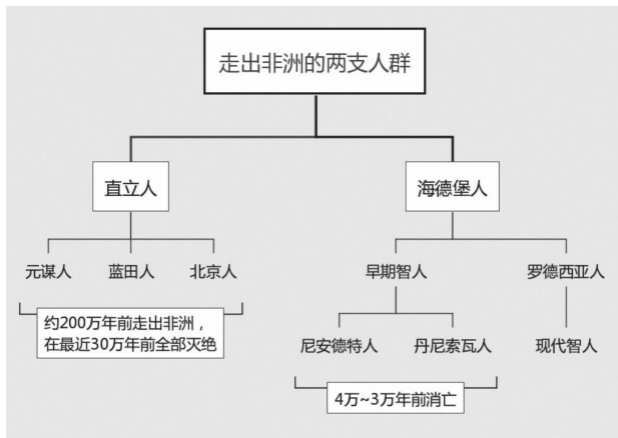 走出非洲的两支人群
直立人
海德堡人
元谋人
蓝田人
北京人
早期智人
罗德西亚人
约200万年前走出非洲，
在最近30万年前全部灭绝
尼安德特人
丹尼索瓦人
现代智人
4万~3万年前消亡